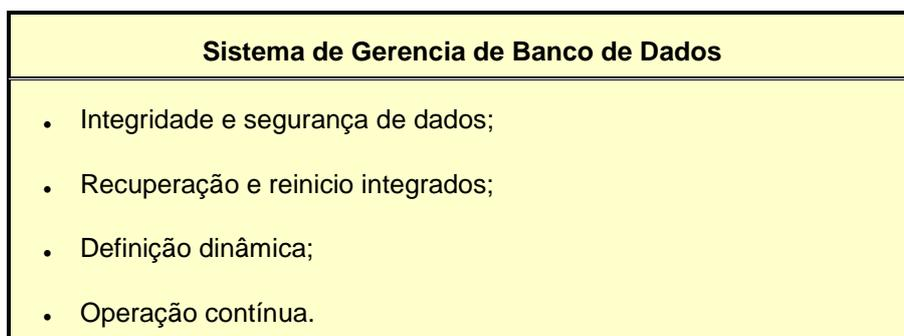 Sistema de Gerencia de Banco de Dados
• Integridade e segurança de dados;
• Recuperação e reinicio integrados;
• Definição dinâmica;
• Operação contínua.